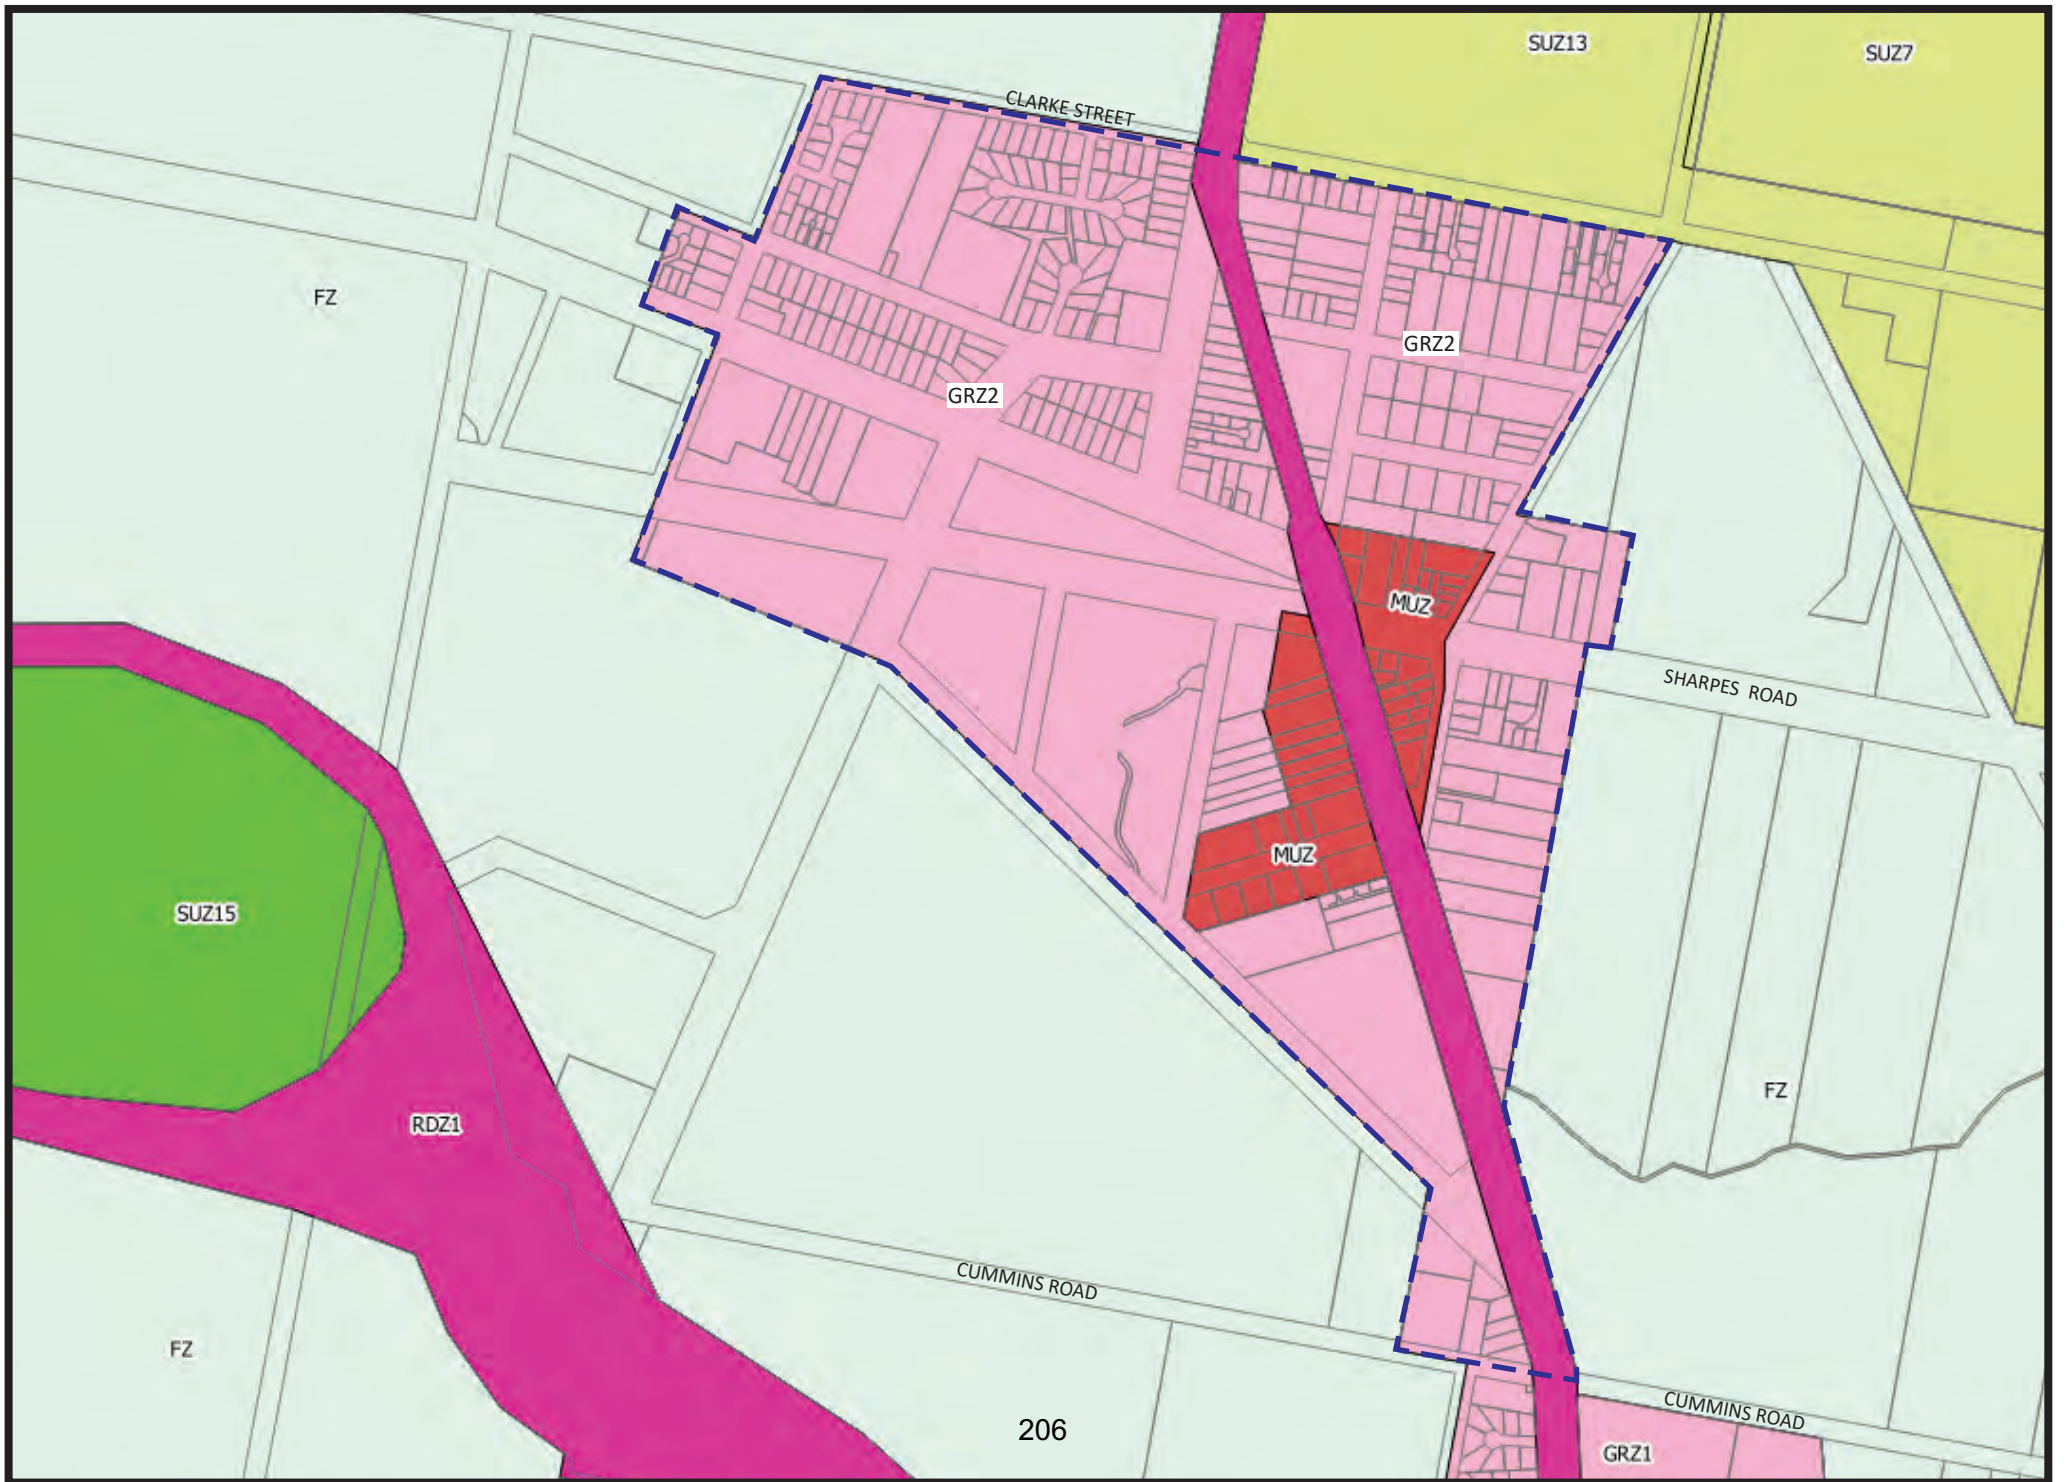 SUZ13
SUZ7
CLARKE STREET
FZ
GRZ2
GRZ2
MUZ
SHARPES ROAD
MUZ
SUZ15
FZ
RDZ1
CUMMINS ROAD
FZ
CUMMINS ROAD
206
GRZ1